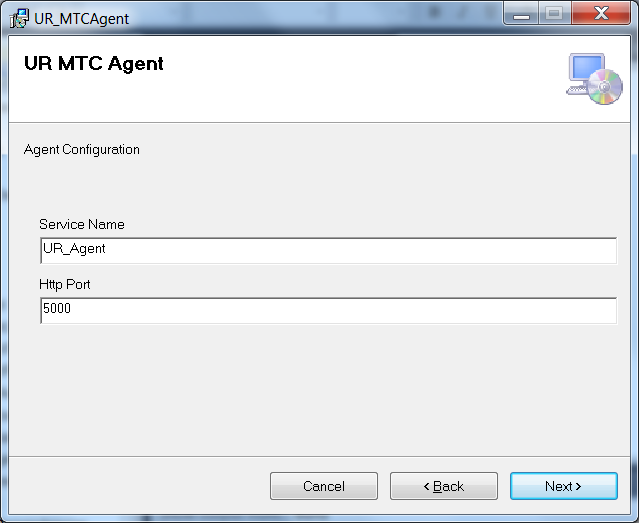 UR_MTCAgent
UR MTC Agent
Agent Configuration
Service Name
UR_Agent
Http Port
5000
Cancel
< Back
Next >